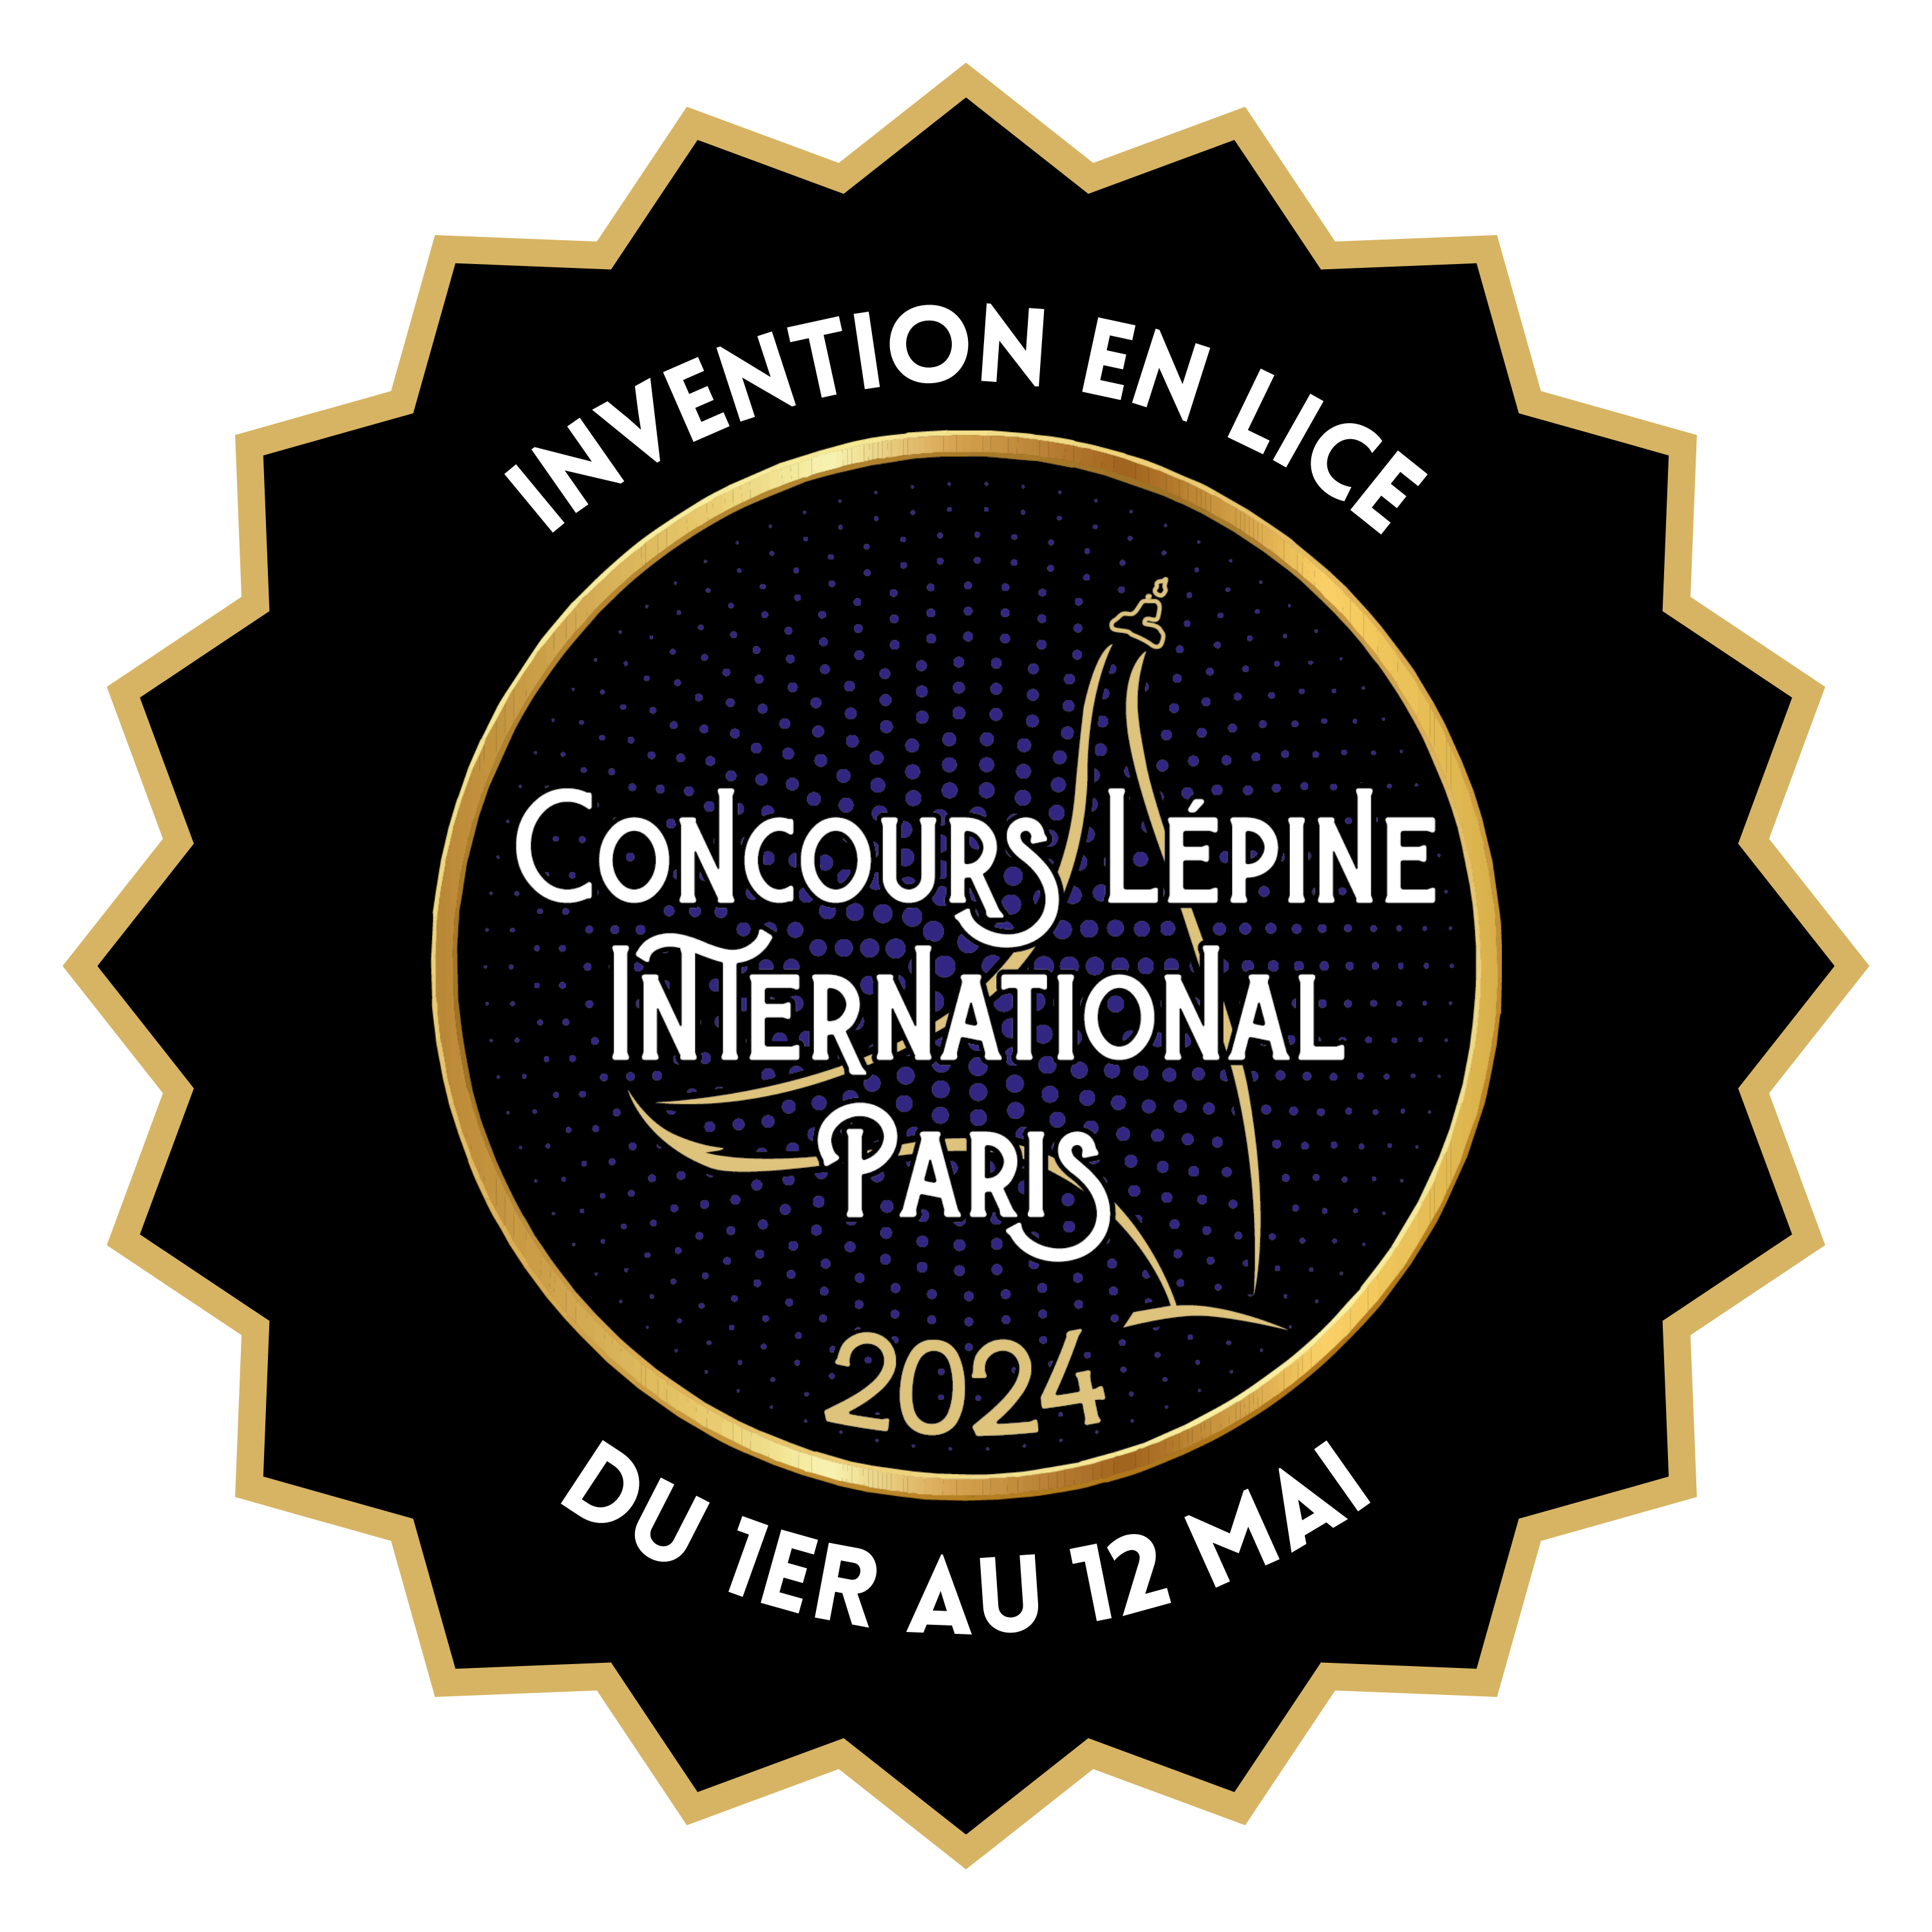 INVENTION EN LICE
CONCOURS LÉPINE
INTERNATIONAL
PARIS
2024
DU 1ER AU 12 MAI